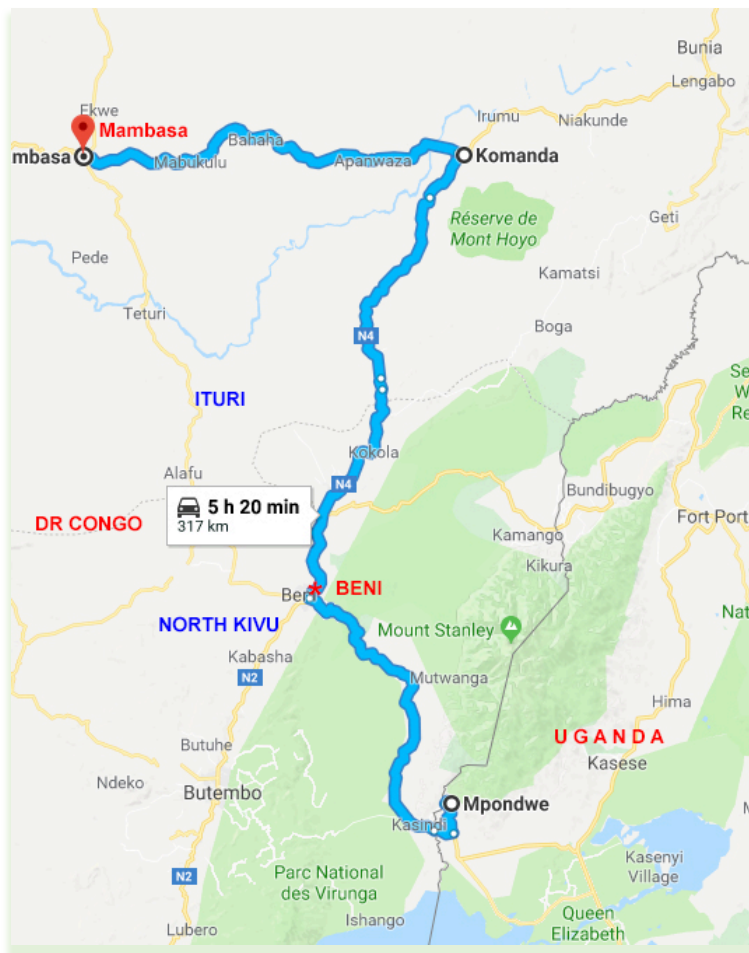 Bunia
Lengabo
Ekwe
Mambasa
Irumu
Niakunde
mbasa
Mabukulu
Bahaha
Apanwaza
Komanda
Réserve de
Mont Hoyo
Geti
Pede
Kamatsi
Teturi
Boga
N4
Se
W
Re
ITURI
Kokola
Alafu
N4
Bundibugyo
5 h 20 min
317 km
DR CONGO
Fort Port
Kamango
Kikura
Ben
BENI
Nat
NORTH KIVU
Mount Stanley
Kabasha
N2
Mutwanga
Hima
UGANDA
Butuhe
Kasese
Ndeko
Butembo
Mpondwe
M
Kasindi
Kasenyi
Village
N2
Parc National
des Virunga
Ishango
Queen
Elizabeth
Lubero